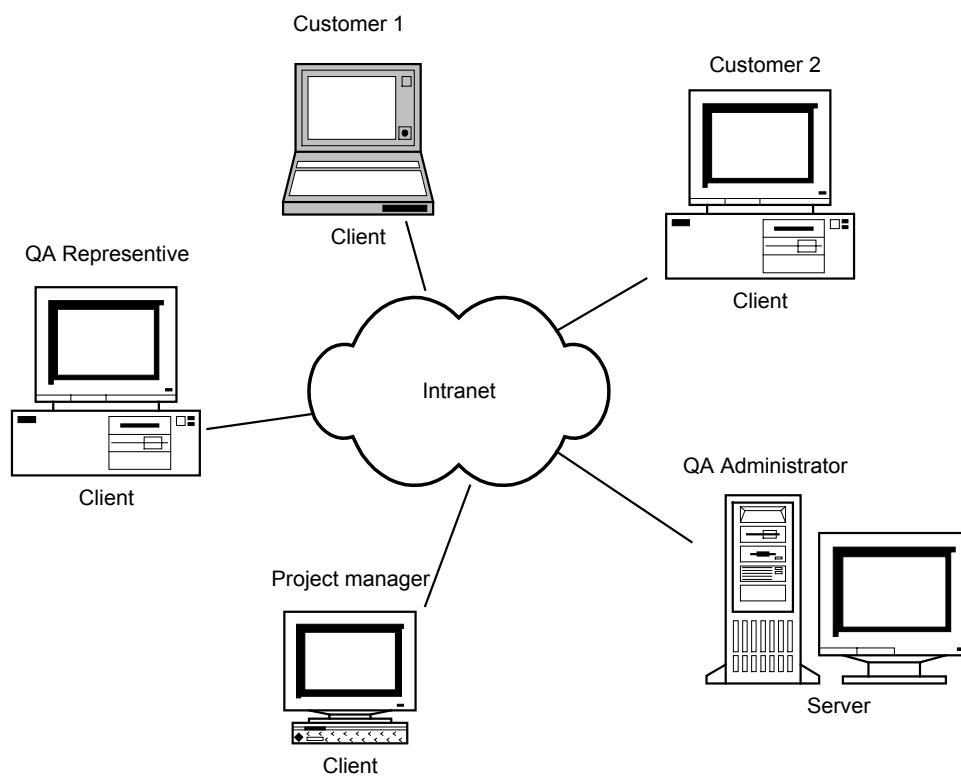 Customer 1
Customer 2
Client
QA Representive
Client
Intranet
QA Administrator
Client
Project manager
Server
Client